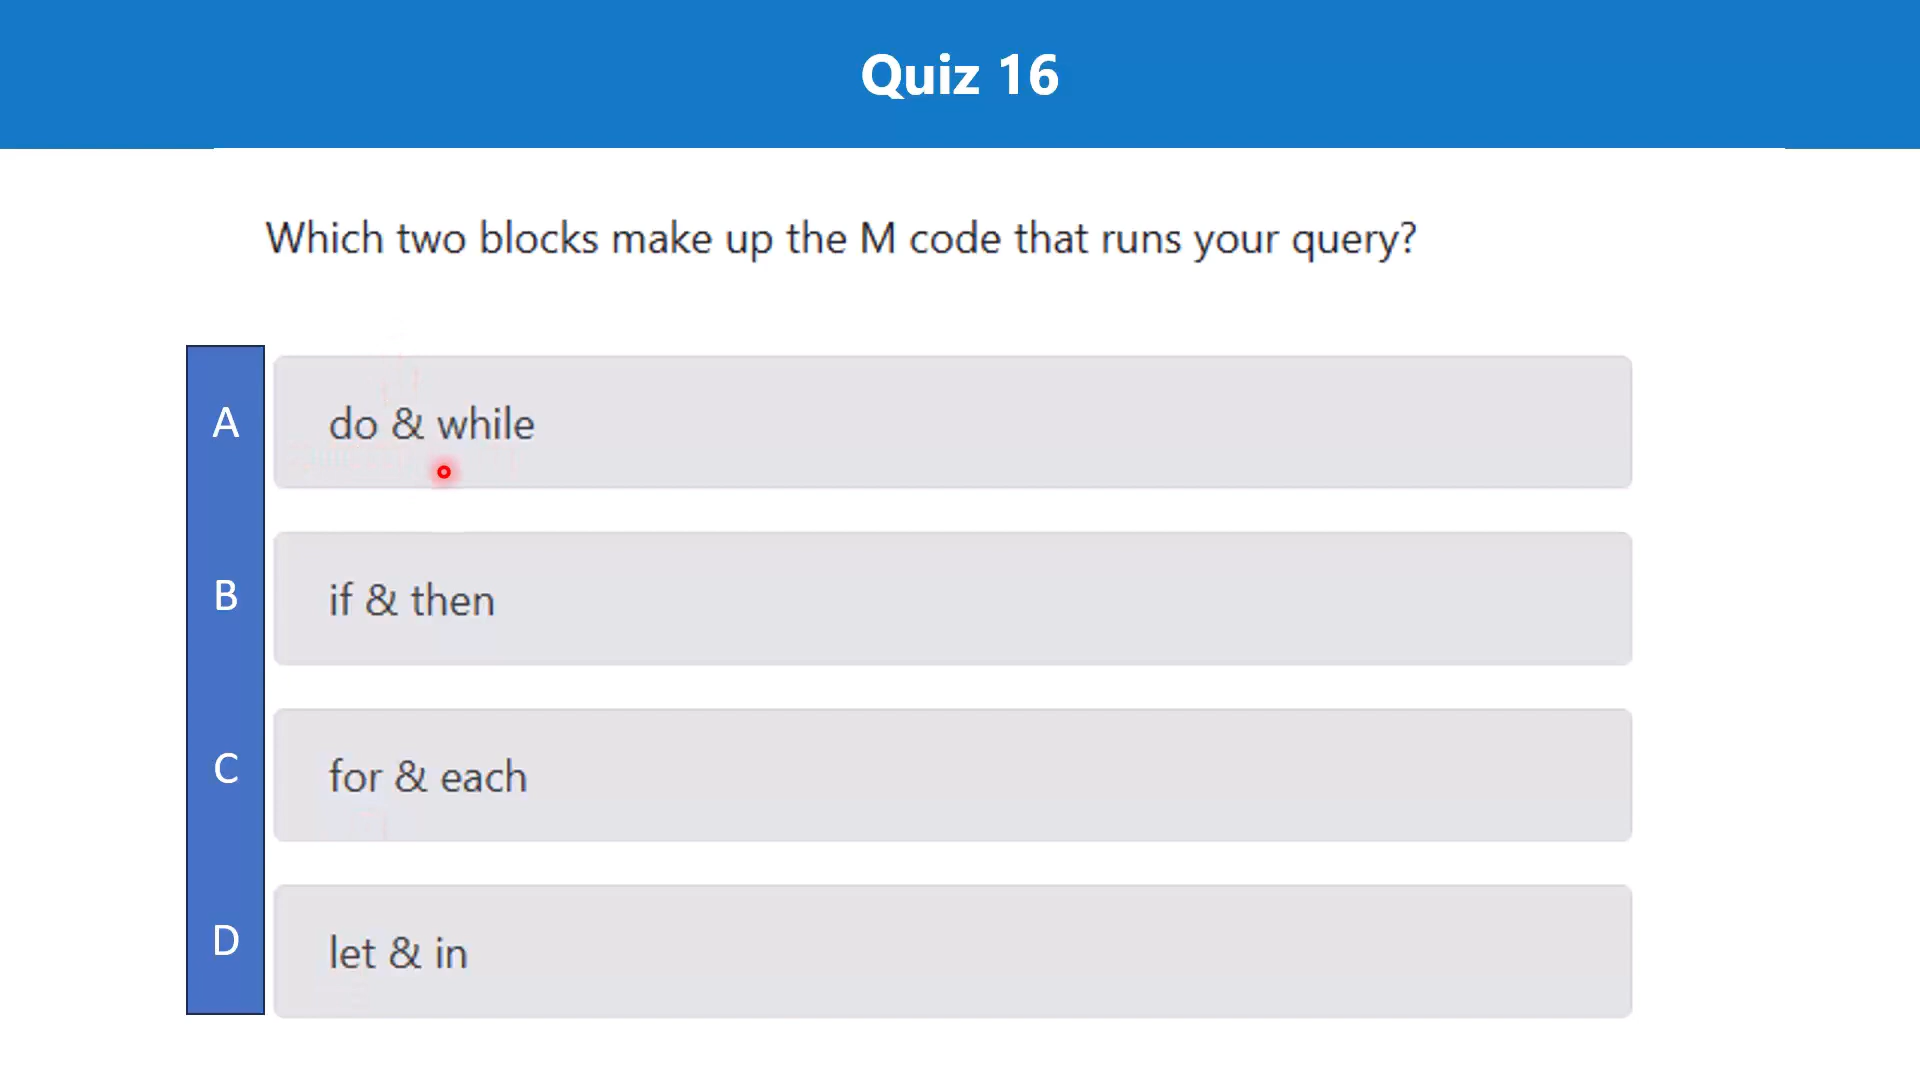 Quiz 16
Which two blocks make up the M code that runs your query?
A
do & while
B
if & then
C
for & each
D
let & in